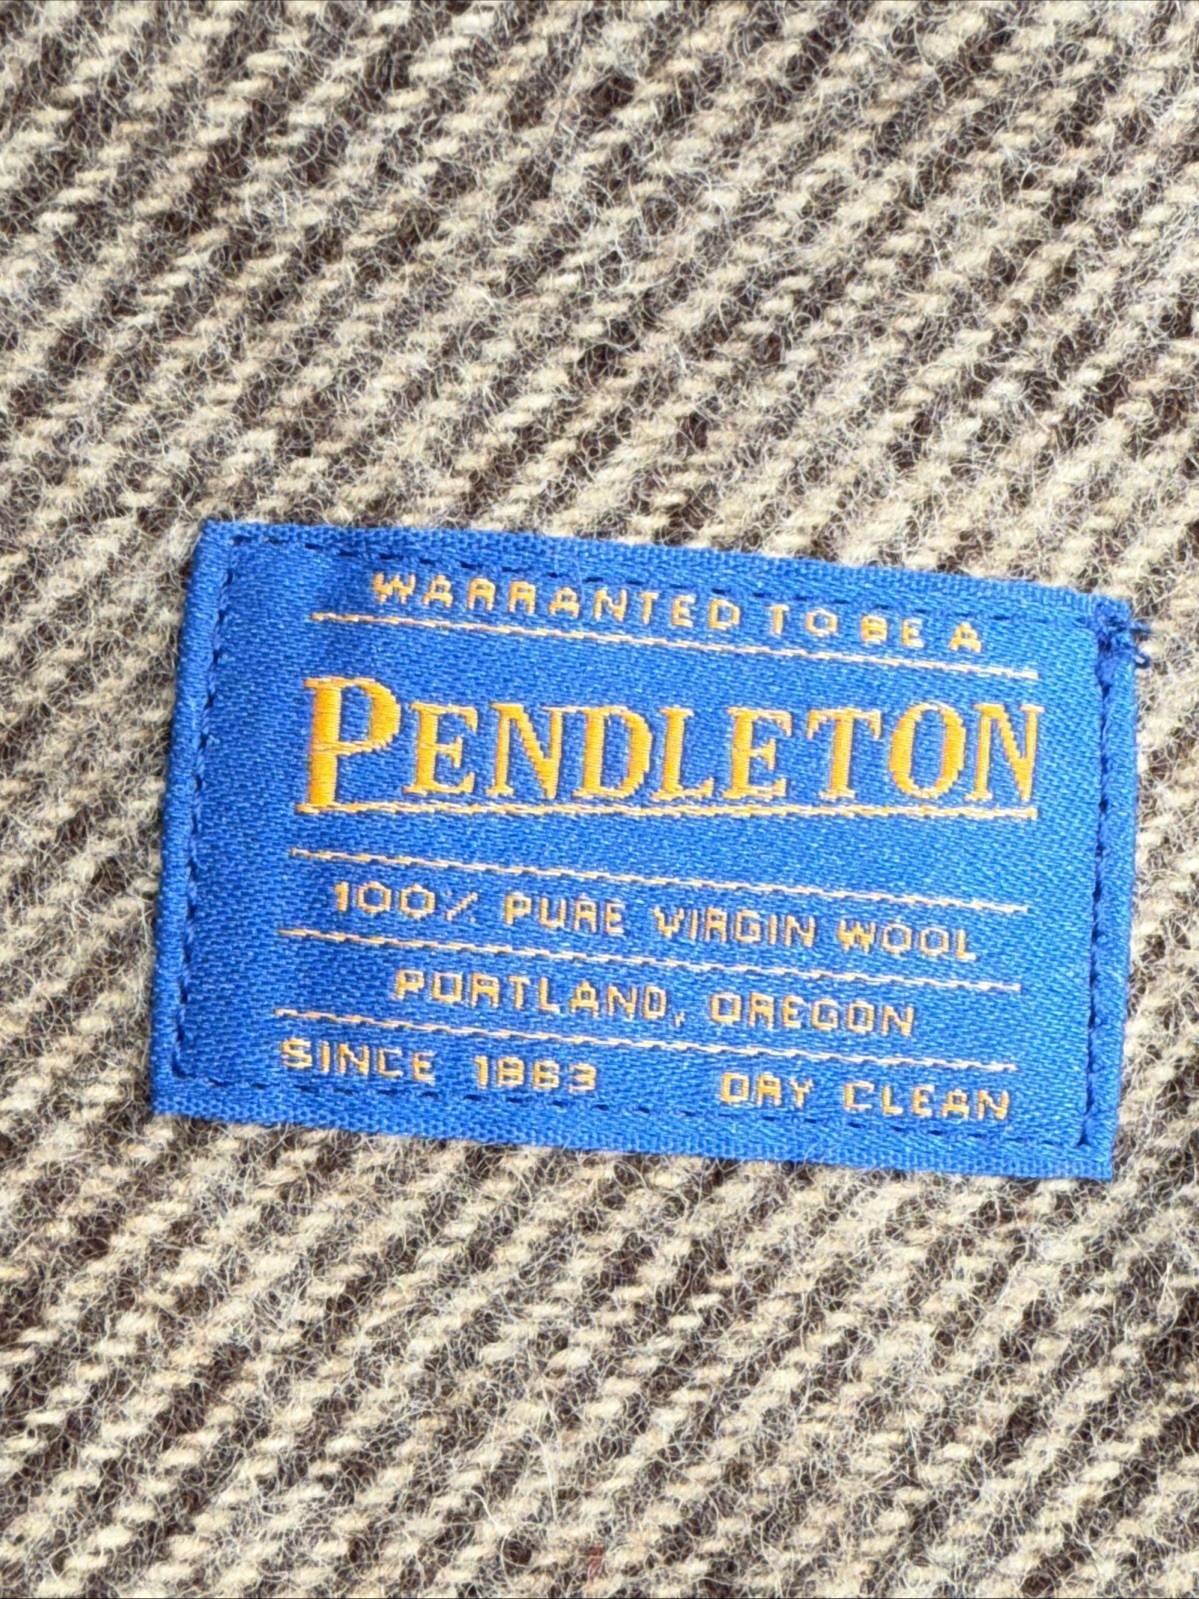 WARRANTED TO BE A
PENDLETON
100% PURE VIRGIN WOOL
PORTLAND, OREGON
SINCE 1863 DRY CLEAN